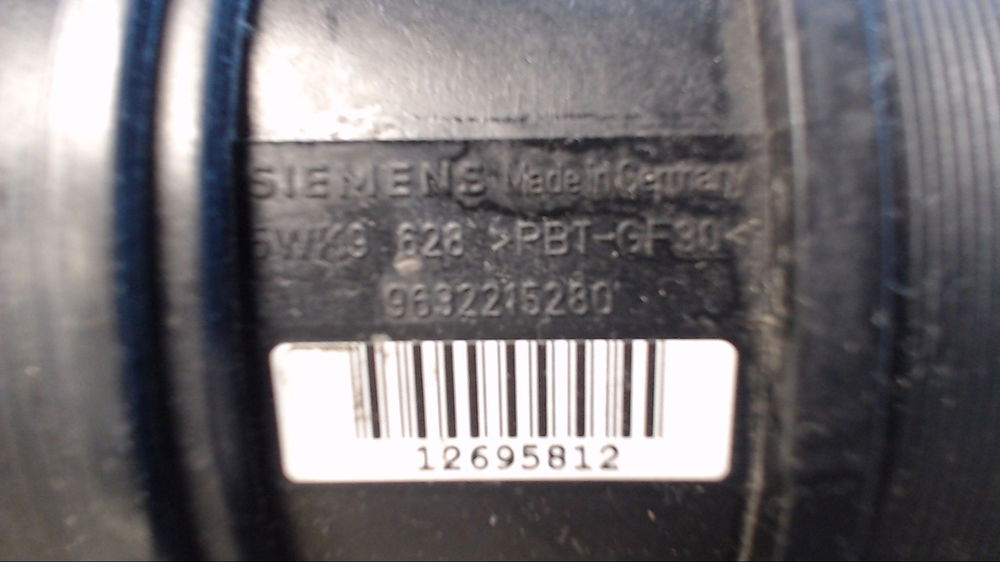 SIEMENS Made in Germany
5WK9 628 >PBT-GF30<
9632215280
12695812